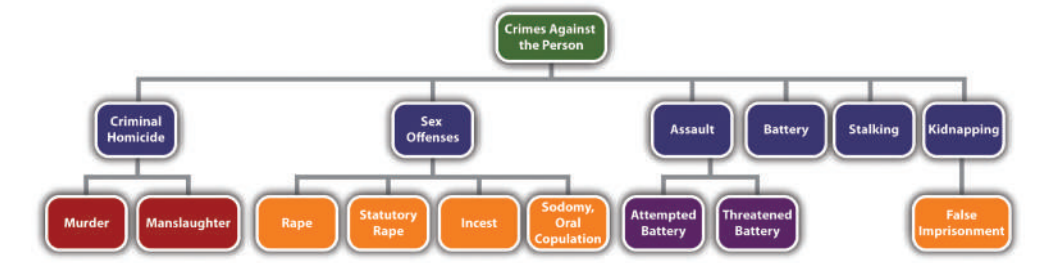 Crimes Against
the Person
Criminal
Homicide
Sex
Offenses
Assault
Battery
Stalking
Kidnapping
Murder
Manslaughter
Rape
Statutory
Rape
Incest
Sodomy,
Oral
Copulation
Attempted
Battery
Threatened
Battery
False
Imprisonment